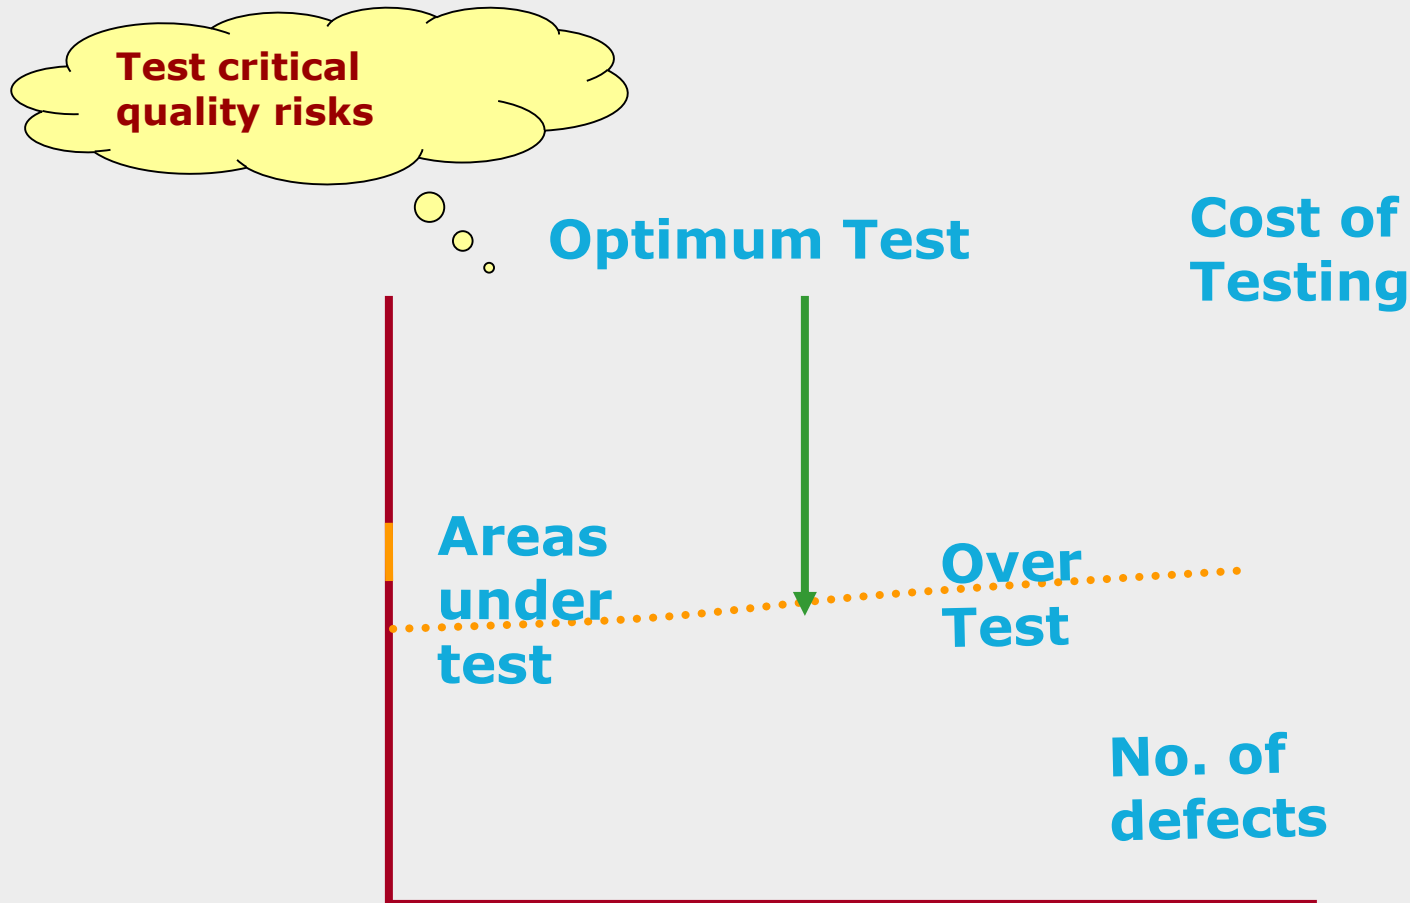 Test critical
quality risks
Optimum Test
Cost of
Testing
Areas
under
test
Over
Test
No. of
defects